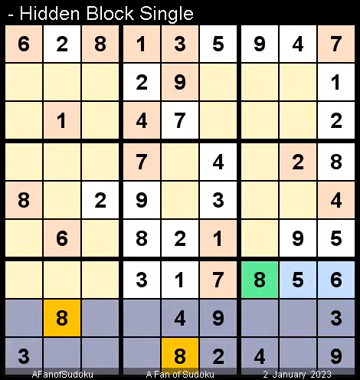 - Hidden Block Single
6 2 8 1 3 5 9 4 7
2 9 1
1 4 7 2
7 4 2 8
8 2 9 3 4
6 8 2 1 9 5
3 1 7 8 5 6
8 4 9 3
3 8 2 4 9
AFanofSudoku A Fan of Sudoku 2 January 2023